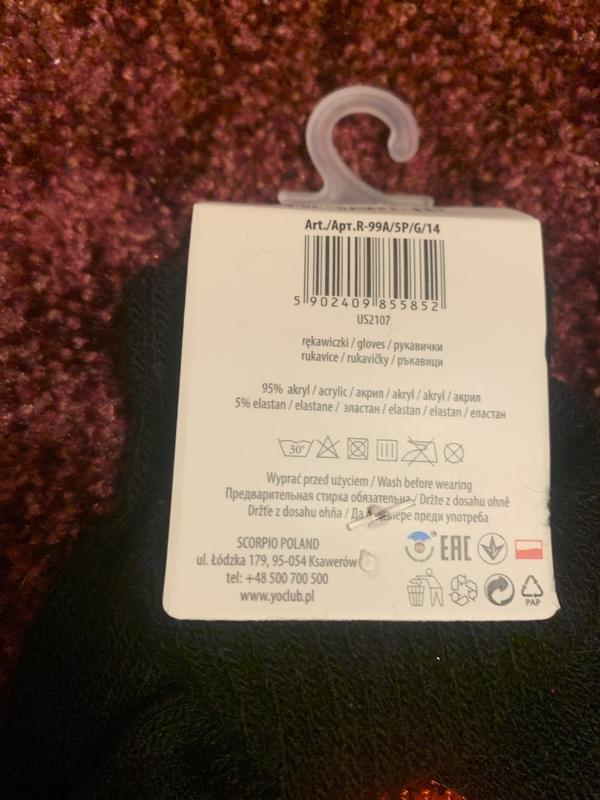 Art./Арт.R-99A/5P/G/14
5 902409 855852
US2107
rękawiczki / gloves / рукавички
rukavice / rukavičky / ръкавици
95% akryl / acrylic / акрил / akryl / akryl / акрил
5% elastan / elastane / эластан / elastan / elastan / еластан
30°
Wyprać przed użyciem / Wash before wearing
Предварительная стирка обязательна / Držte z dosahu ohně
Držte z dosahu ohňa / Да преди употреба
SCORPIO POLAND
ul. Łódzka 179, 95-054 Ksawerów
tel: +48 500 700 500
www.yoclub.pl
EAC
PAP